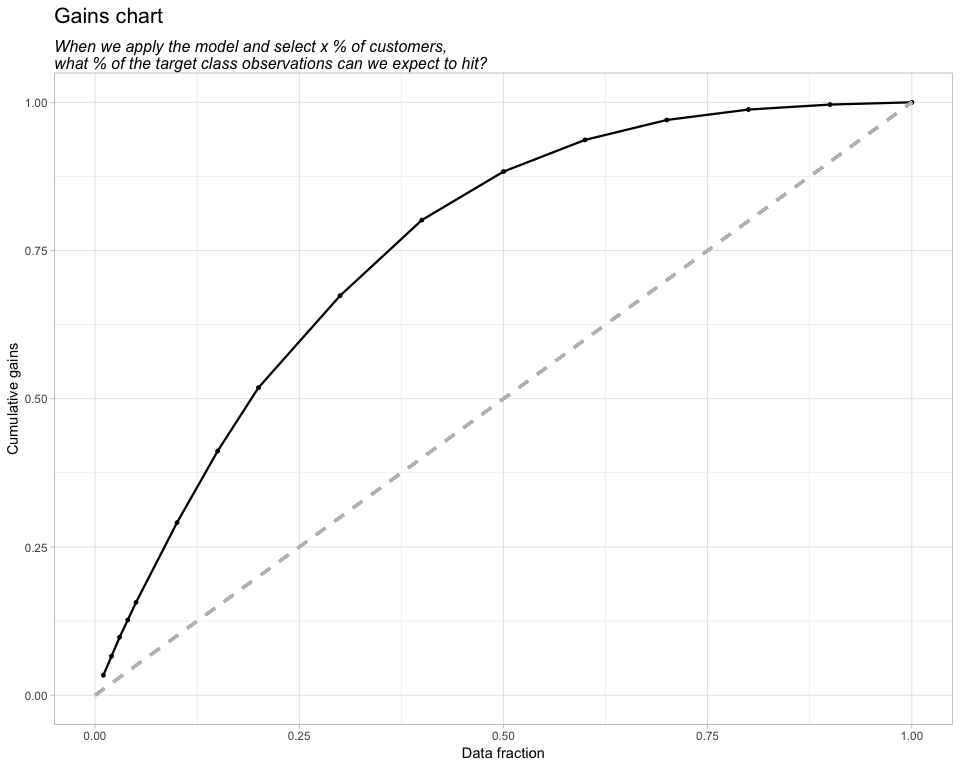 Gains chart
When we apply the model and select x % of customers,
what % of the target class observations can we expect to hit?
1.00
0.75
0.50
0.25
0.00
Cumulative gains
0.00 0.25 0.50 0.75 1.00
Data fraction